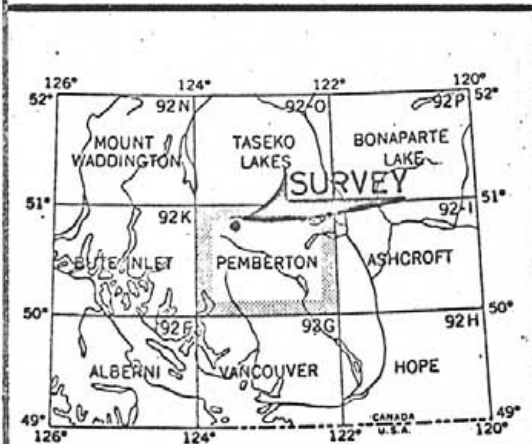 126° 124° 122° 120°
52° 92N 92-O 92P 52°
MOUNT TASEKO BONAPARTE
WADDINGTON LAKES LAKE
SURVEY
51° 92K 92-I 51°
BUTE INLET PEMBERTON ASHCROFT
50° 92F 92G 92H 50°
ALBERNI VANCOUVER HOPE
49° CANADA 49°
126° 124° 122° U.S.A. 120°